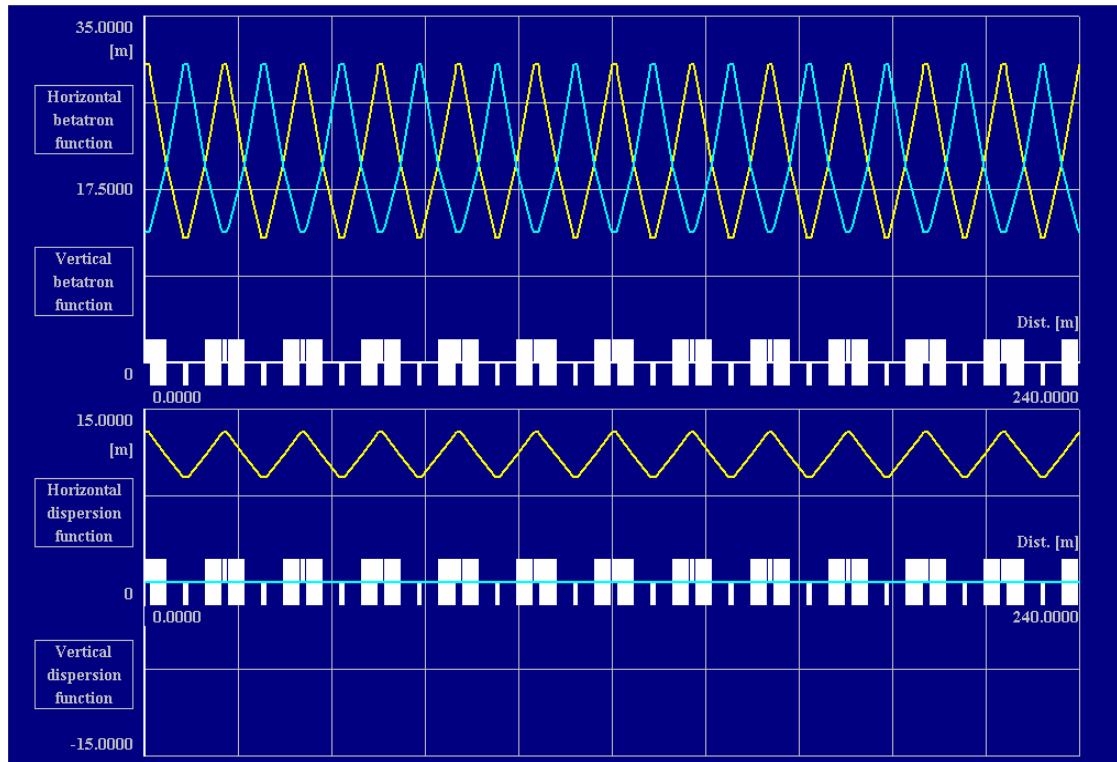 35.0000
[m]
Horizontal
betatron
function
17.5000
Vertical
betatron
function
Dist. [m]
0
0.0000
240.0000
15.0000
[m]
Horizontal
dispersion
function
Dist. [m]
0
0.0000
240.0000
Vertical
dispersion
function
-15.0000